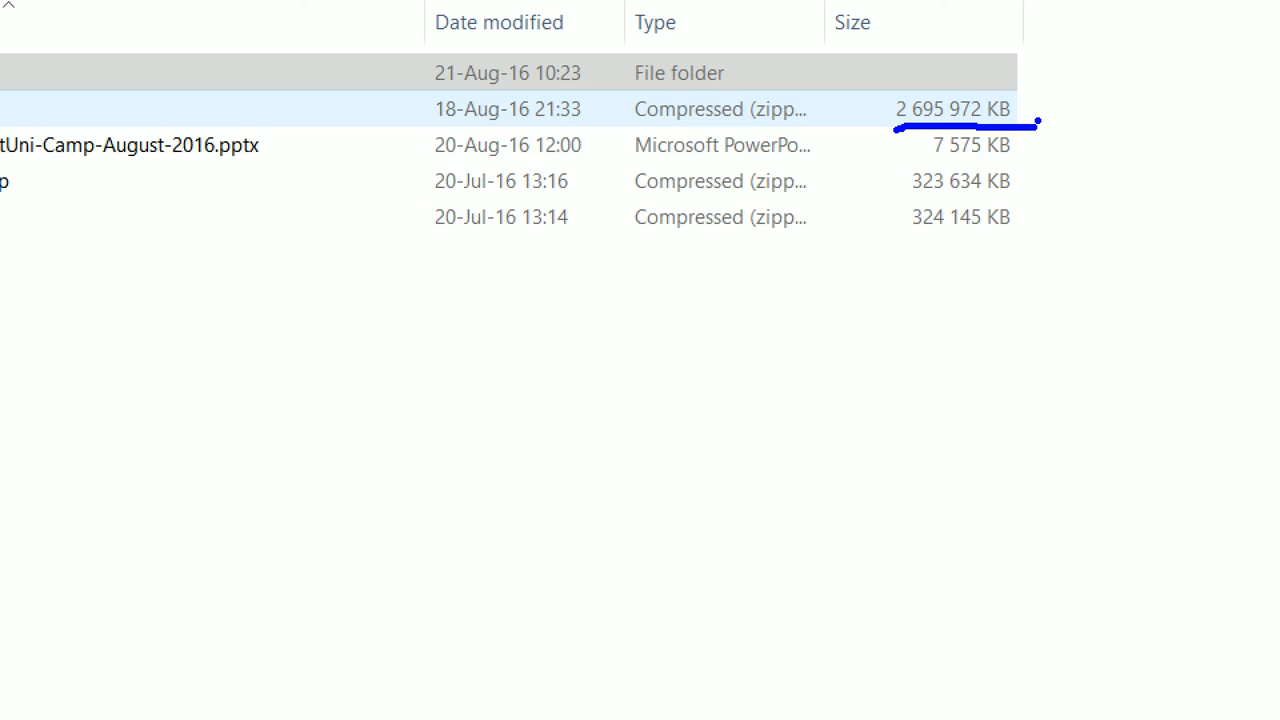 Date modified Type Size
21-Aug-16 10:23 File folder
18-Aug-16 21:33 Compressed (zipp... 2 695 972 KB
tUni-Camp-August-2016.pptx 20-Aug-16 12:00 Microsoft PowerPo... 7 575 KB
p 20-Jul-16 13:16 Compressed (zipp... 323 634 KB
20-Jul-16 13:14 Compressed (zipp... 324 145 KB